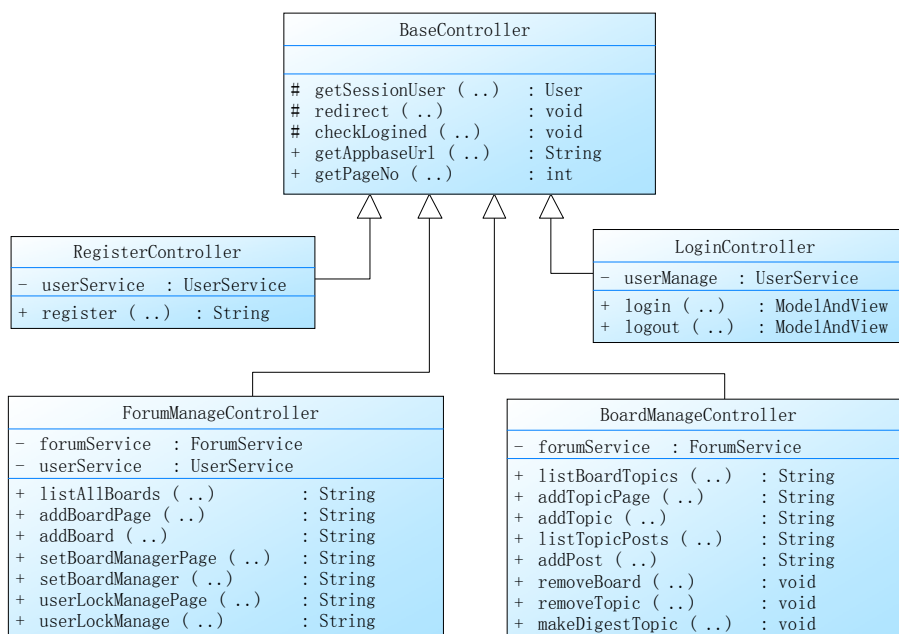 BaseController
# getSessionUser (..) : User
# redirect (..) : void
# checkLogined (..) : void
+ getAppbaseUrl (..) : String
+ getPageNo (..) : int
RegisterController
- userService : UserService
+ register (..) : String
LoginController
- userManage : UserService
+ login (..) : ModelAndView
+ logout (..) : ModelAndView
ForumManageController
- forumService : ForumService
- userService : UserService
+ listAllBoards (..) : String
+ addBoardPage (..) : String
+ addBoard (..) : String
+ setBoardManagerPage (..) : String
+ setBoardManager (..) : String
+ userLockManagePage (..) : String
+ userLockManage (..) : String
BoardManageController
- forumService : ForumService
+ listBoardTopics (..) : String
+ addTopicPage (..) : String
+ addTopic (..) : String
+ listTopicPosts (..) : String
+ addPost (..) : String
+ removeBoard (..) : void
+ removeTopic (..) : void
+ makeDigestTopic (..) : void